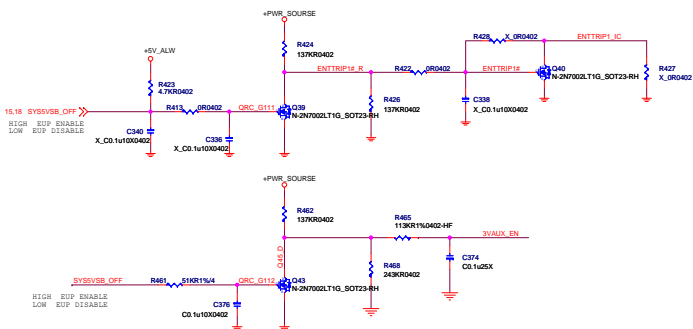 +PWR_SOURSE
R424
137KR0402
+5V_ALW
R423
4.7KR0402
15,18 SYS5VSB_OFF
HIGH EUP ENABLE
LOW EUP DISABLE
R413 0R0402
QRC_G111
C340
X_C0.1u10X0402
C336
X_C0.1u10X0402
Q39
N-2N7002LT1G_SOT23-RH
ENTTRIP1#_R
R426
137KR0402
R422 0R0402
ENTTRIP1#
C338
X_C0.1u10X0402
R428 X_0R0402
ENTTRIP1_IC
Q40
N-2N7002LT1G_SOT23-RH
R427
X_0R0402
+PWR_SOURSE
R462
137KR0402
R465
113KR1%0402-HF
3VAUX_EN
Q45_D
R468
243KR0402
C374
C0.1u25X
SYS5VSB_OFF
R461 51KR1%/4
QRC_G112
Q43
N-2N7002LT1G_SOT23-RH
HIGH EUP ENABLE
LOW EUP DISABLE
C376
C0.1u10X0402